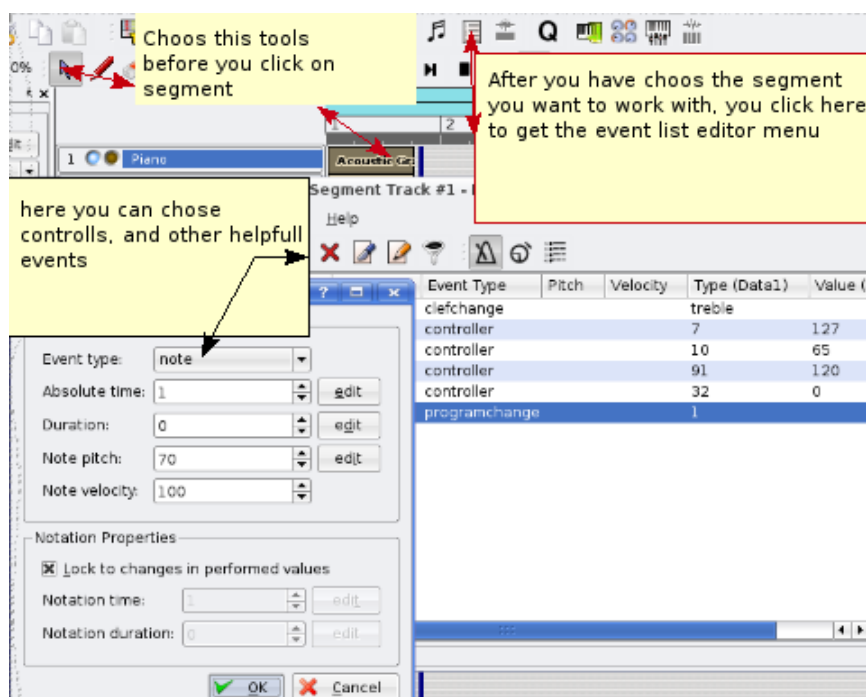 Choos this tools
before you click on
segment
0%
After you have choos the segment
you want to work with, you click here
to get the event list editor menu
2
1 Piano
Acoustic Gr
here you can chose
controlls, and other helpfull
events
Segment Track #1 -
Help
Event Type Pitch Velocity Type (Data1) Value (
clefchange treble
controller 7 127
controller 10 65
controller 91 120
controller 32 0
programchange 1
Event type: note
Absolute time: 1 edit
Duration: 0 edit
Note pitch: 70 edit
Note velocity: 100
Notation Properties
Lock to changes in performed values
Notation time: 1 edit
Notation duration: 0 edit
OK Cancel